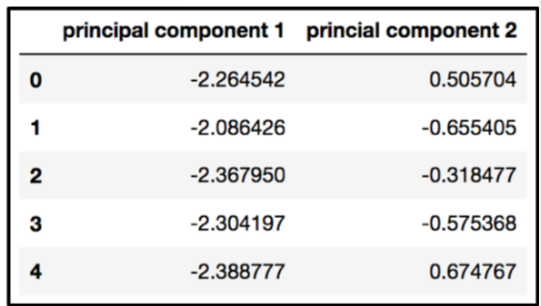 principal component 1 princial component 2
0 -2.264542 0.505704
1 -2.086426 -0.655405
2 -2.367950 -0.318477
3 -2.304197 -0.575368
4 -2.388777 0.674767